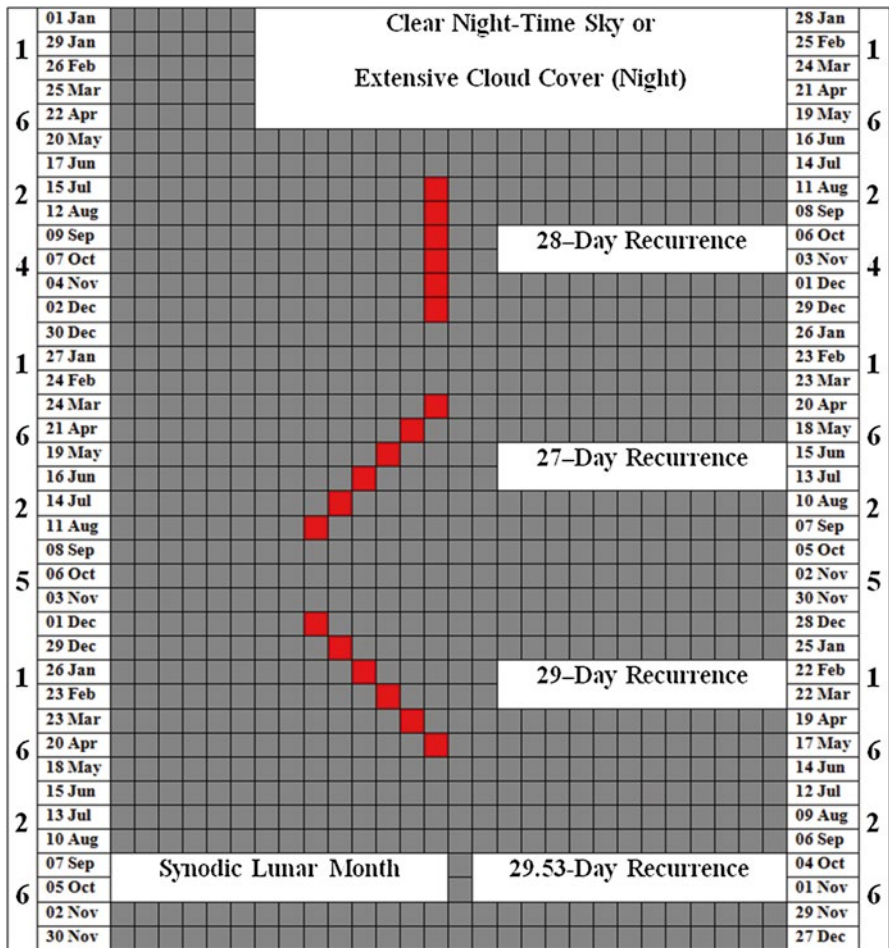 01 Jan Clear Night-Time Sky or 28 Jan
1 29 Jan 25 Feb 1
26 Feb Extensive Cloud Cover (Night) 24 Mar
25 Mar 21 Apr
6 22 Apr 19 May 6
20 May 16 Jun
17 Jun 14 Jul
2 15 Jul 11 Aug 2
12 Aug 08 Sep
09 Sep 28–Day Recurrence 06 Oct
4 07 Oct 03 Nov 4
04 Nov 01 Dec
02 Dec 29 Dec
30 Dec 26 Jan
1 27 Jan 23 Feb 1
24 Feb 23 Mar
24 Mar 20 Apr
6 21 Apr 18 May 6
19 May 27–Day Recurrence 15 Jun
16 Jun 13 Jul
2 14 Jul 10 Aug 2
11 Aug 07 Sep
08 Sep 05 Oct
5 06 Oct 02 Nov 5
03 Nov 30 Nov
01 Dec 28 Dec
29 Dec 25 Jan
1 26 Jan 29–Day Recurrence 22 Feb 1
23 Feb 22 Mar
23 Mar 19 Apr
6 20 Apr 17 May 6
18 May 14 Jun
15 Jun 12 Jul
2 13 Jul 09 Aug 2
10 Aug 06 Sep
07 Sep Synodic Lunar Month 29.53-Day Recurrence 04 Oct
6 05 Oct 01 Nov 6
02 Nov 29 Nov
30 Nov 27 Dec